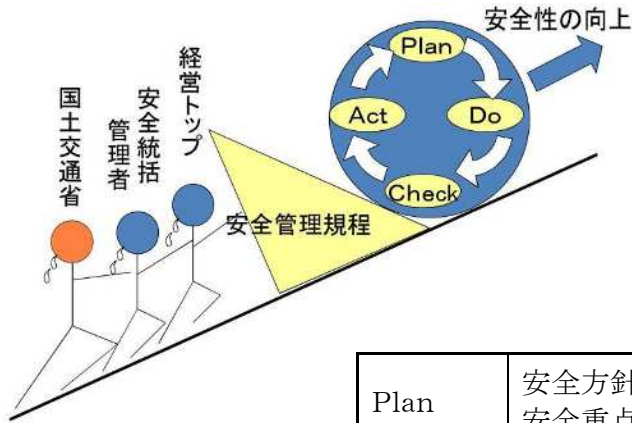 安全性の向上
Plan
Do
Check
Act
経営トップ
安全統括
管理者
国土交通省
安全管理規程
Plan
安全方針
安全重点